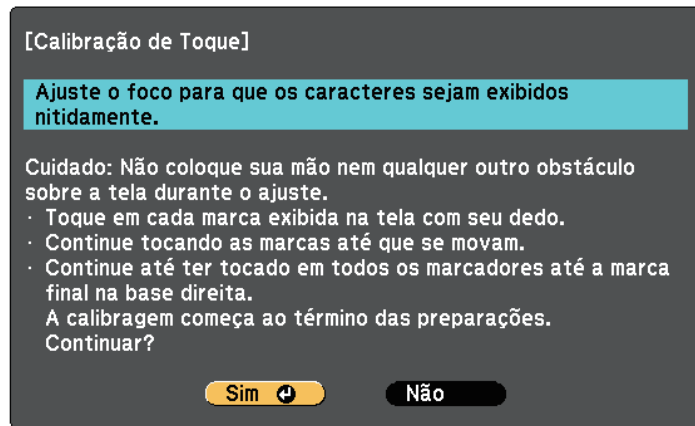 [Calibração de Toque]
Ajuste o foco para que os caracteres sejam exibidos
nitidamente.
Cuidado: Não coloque sua mão nem qualquer outro obstáculo
sobre a tela durante o ajuste.
· Toque em cada marca exibida na tela com seu dedo.
· Continue tocando as marcas até que se movam.
· Continue até ter tocado em todos os marcadores até a marca
final na base direita.
A calibragem começa ao término das preparações.
Continuar?
Sim Não